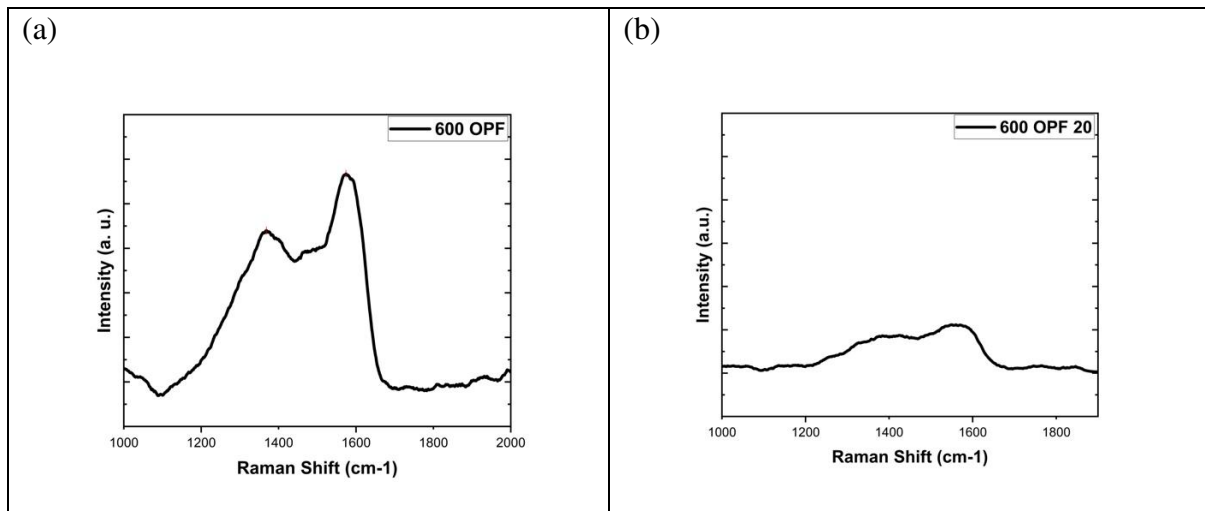 (a)
600 OPF
Intensity (a. u.)
1000 1200 1400 1600 1800 2000
Raman Shift (cm-1)
(b)
600 OPF 20
Intensity (a.u.)
1000 1200 1400 1600 1800
Raman Shift (cm-1)